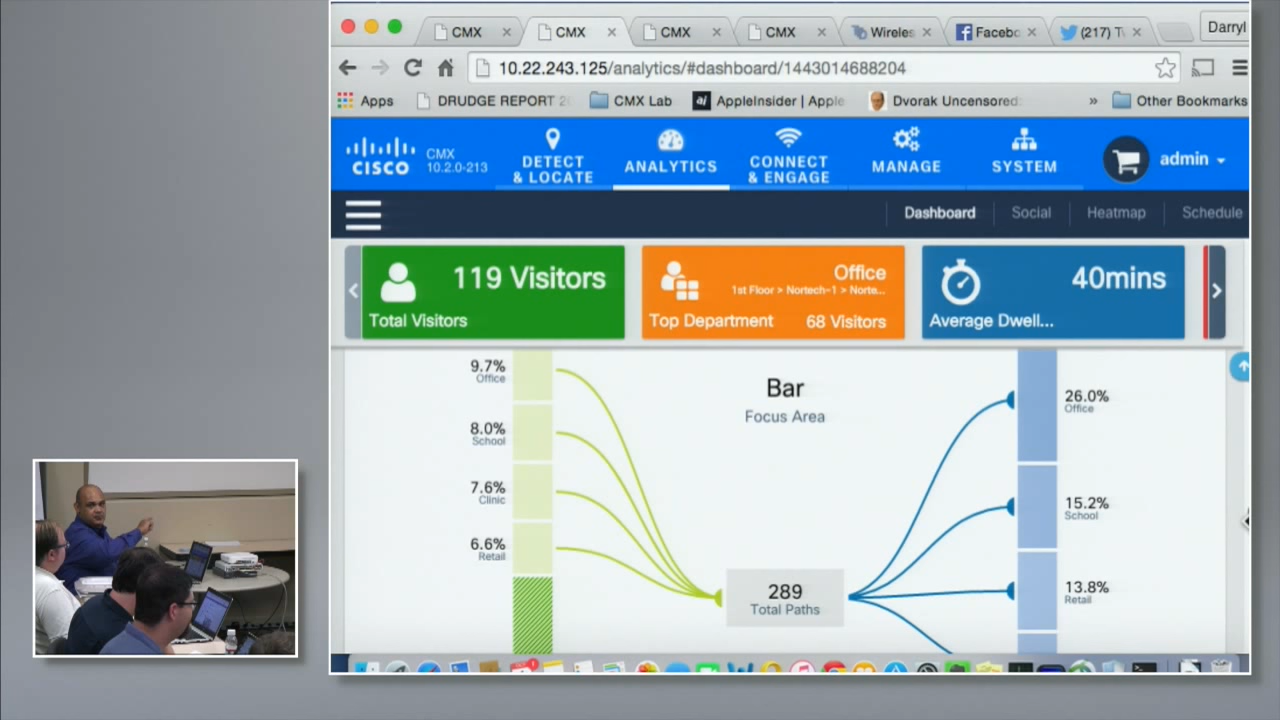 CMX
CMX
CMX
CMX
Wireles
Facebo
(217) Tw
Darryl
10.22.243.125/analytics/#dashboard/1443014688204
Apps
DRUDGE REPORT 2
CMX Lab
AppleInsider | Apple
Dvorak Uncensored:
»
Other Bookmarks
CISCO
CMX
10.2.0-213
DETECT
& LOCATE
ANALYTICS
CONNECT
& ENGAGE
MANAGE
SYSTEM
admin
Dashboard
Social
Heatmap
Schedule
119 Visitors
Total Visitors
Office
1st Floor > Nortech-1 > Norte...
Top Department
68 Visitors
40mins
Average Dwell...
9.7%
Office
8.0%
School
7.6%
Clinic
6.6%
Retail
Bar
Focus Area
289
Total Paths
26.0%
Office
15.2%
School
13.8%
Retail